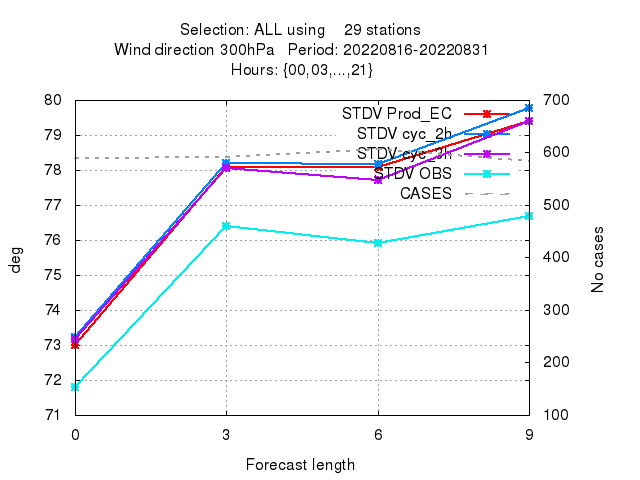 Selection: ALL using 29 stations
Wind direction 300hPa Period: 20220816-20220831
Hours: {00,03,...,21}
80 700
STDV Prod_EC
79 STDV cyc_2h
600
STDV cyc_3h
78
STDV OBS
77 CASES
500
76
400
75
74 300
73
200
72
71 100
0 3 6 9
deg
No cases
Forecast length